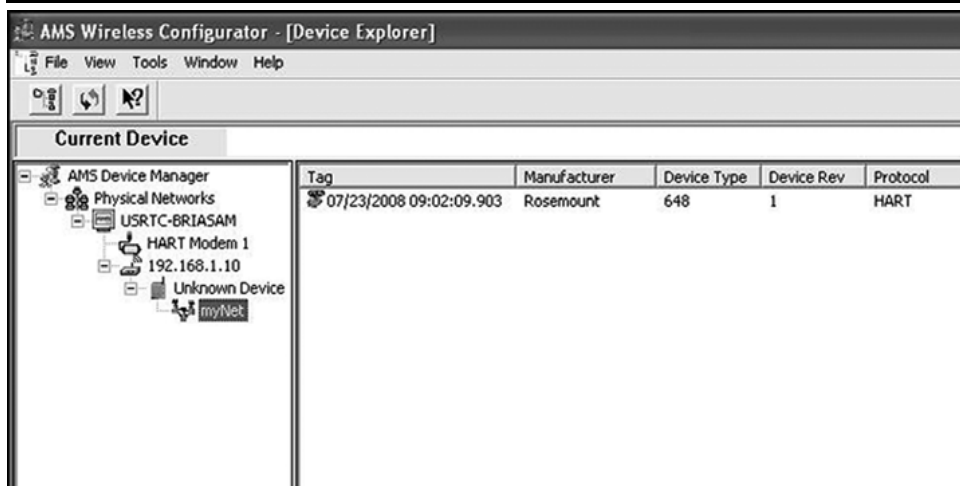 AMS Wireless Configurator - [Device Explorer]
File View Tools Window Help
Current Device
AMS Device Manager
Physical Networks
USRTC-BRIASAM
HART Modem 1
192.168.1.10
Unknown Device
myNet
Tag Manufacturer Device Type Device Rev Protocol
07/23/2008 09:02:09.903 Rosemount 648 1 HART